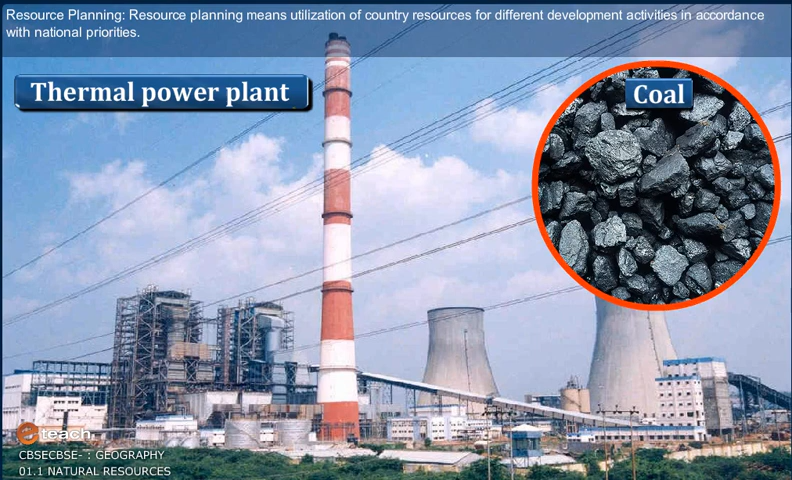 Resource Planning: Resource planning means utilization of country resources for different development activities in accordance
with national priorities.
Thermal power plant
Coal
e teach
CBSECBSE- : GEOGRAPHY
01.1 NATURAL RESOURCES